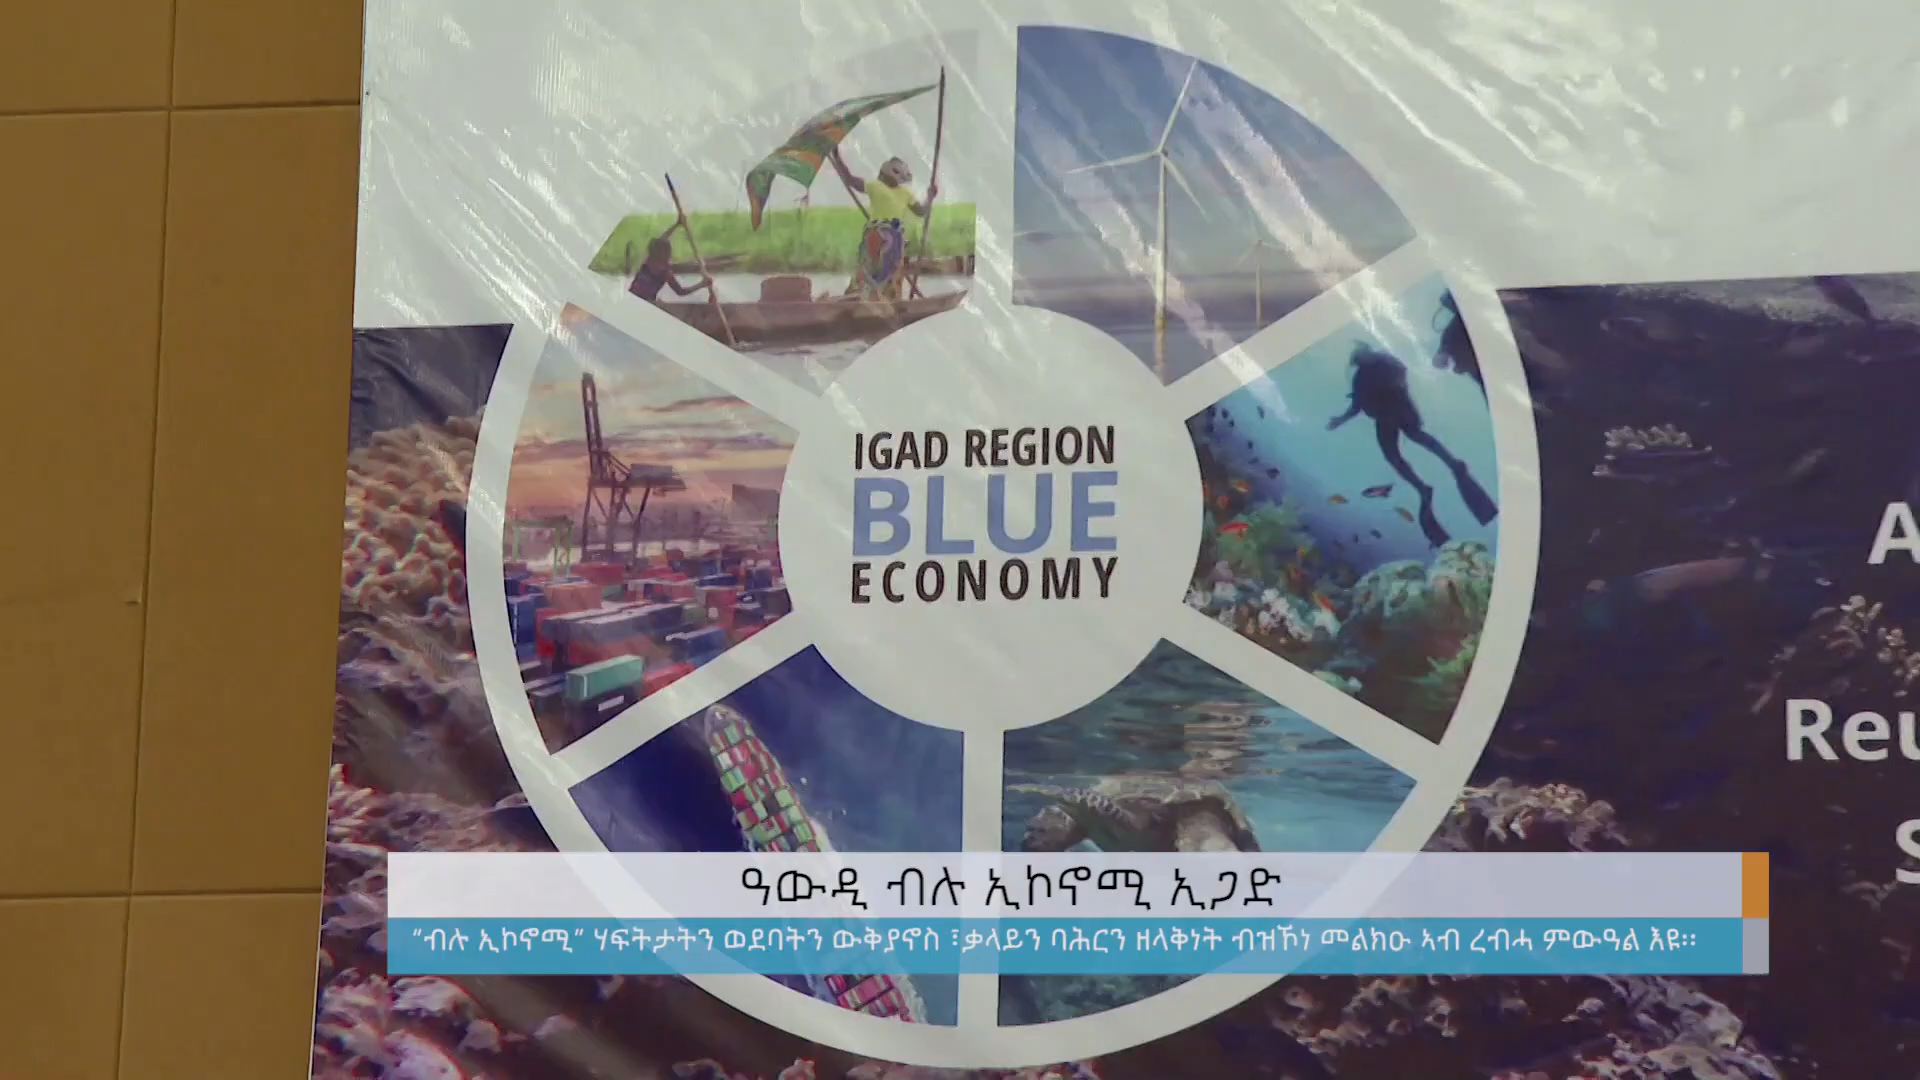 IGAD REGION
BLUE
ECONOMY
A
Reu
S
ዓውዲ ብሉ ኢኮኖሚ ኢጋድ
“ብሉ ኢኮኖሚ” ሃፍትታትን ወደባትን ውቅያኖስ ፣ቃላይን ባሕርን ዘላቅነት ብዝኾነ መልክዑ ኣብ ረብሓ ምውዓል እዩ።